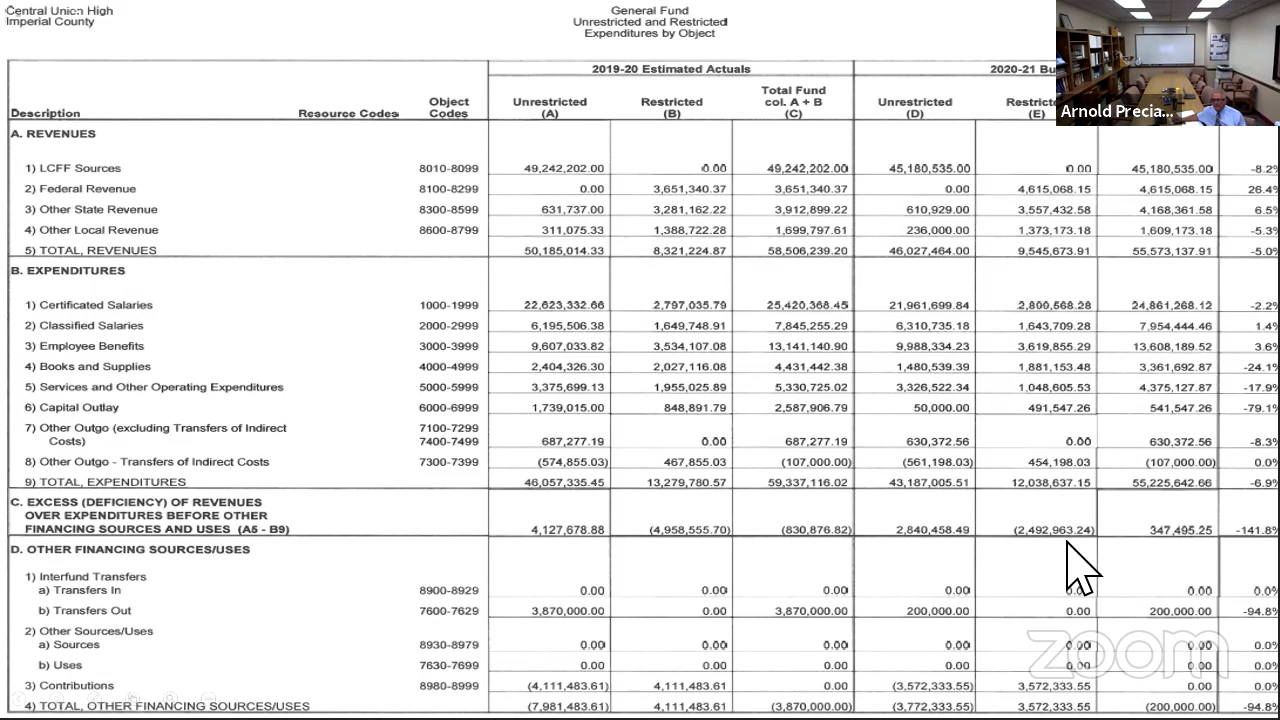 Central Union High
Imperial County
General Fund
Unrestricted and Restricted
Expenditures by Object
Arnold Precia...
2019-20 Estimated Actuals 2020-21 Bu
Description Resource Codes Object Codes Unrestricted (A) Restricted (B) Total Fund col. A + B (C) Unrestricted (D) (E)
A. REVENUES
1) LCFF Sources 8010-8099 49,242,202.00 0.00 49,242,202.00 45,180,535.00 0.00 45,180,535.00 -8.2%
2) Federal Revenue 8100-8299 0.00 3,651,340.37 3,651,340.37 0.00 4,615,068.15 4,615,068.15 26.4%
3) Other State Revenue 8300-8599 631,737.00 3,281,162.22 3,912,899.22 610,929.00 3,557,432.58 4,168,361.58 6.5%
4) Other Local Revenue 8600-8799 311,075.33 1,388,722.28 1,699,797.61 236,000.00 1,373,173.18 1,609,173.18 -5.3%
5) TOTAL, REVENUES 50,185,014.33 8,321,224.87 58,506,239.20 46,027,464.00 9,545,673.91 55,573,137.91 -5.0%
B. EXPENDITURES
1) Certificated Salaries 1000-1999 22,623,332.66 2,797,035.79 25,420,368.45 21,961,699.84 2,899,568.28 24,861,268.12 -2.2%
2) Classified Salaries 2000-2999 6,195,506.38 1,649,748.91 7,845,255.29 6,310,735.18 1,643,709.28 7,954,444.46 1.4%
3) Employee Benefits 3000-3999 9,607,033.82 3,534,107.08 13,141,140.90 9,988,334.23 3,619,855.29 13,608,189.52 3.6%
4) Books and Supplies 4000-4999 2,404,326.30 2,027,116.08 4,431,442.38 1,480,539.39 1,881,153.48 3,361,692.87 -24.1%
5) Services and Other Operating Expenditures 5000-5999 3,375,699.13 1,955,025.89 5,330,725.02 3,326,522.34 1,048,605.53 4,375,127.87 -17.9%
6) Capital Outlay 6000-6999 1,739,015.00 848,891.79 2,587,906.79 50,000.00 491,547.26 541,547.26 -79.1%
7) Other Outgo (excluding Transfers of Indirect 7100-7299
Costs) 7400-7499 687,277.19 0.00 687,277.19 630,372.56 0.00 630,372.56 -8.3%
8) Other Outgo - Transfers of Indirect Costs 7300-7399 (574,855.03) 467,855.03 (107,000.00) (561,198.03) 454,198.03 (107,000.00) 0.0%
9) TOTAL, EXPENDITURES 46,057,335.45 13,279,780.57 59,337,116.02 43,187,005.51 12,038,637.15 55,225,642.66 -6.9%
C. EXCESS (DEFICIENCY) OF REVENUES
OVER EXPENDITURES BEFORE OTHER
FINANCING SOURCES AND USES (A5 - B9) 4,127,678.88 (4,958,555.70) (830,876.82) 2,840,458.49 (2,492,963.24) 347,495.25 -141.8%
D. OTHER FINANCING SOURCES/USES
1) Interfund Transfers
a) Transfers In 8900-8929 0.00 0.00 0.00 0.00 0.00 0.00 0.0%
b) Transfers Out 7600-7629 3,870,000.00 0.00 3,870,000.00 200,000.00 0.00 200,000.00 -94.8%
2) Other Sources/Uses
a) Sources 8930-8979 0.00 0.00 0.00 0.00 0.00 0.00 0.0%
b) Uses 7630-7699 0.00 0.00 0.00 0.00 0.00 0.00 0.0%
zoom
3) Contributions 8980-8999 (4,111,483.61) 4,111,483.61 0.00 (3,572,333.55) 3,572,333.55 0.00 0.0%
4) TOTAL, OTHER FINANCING SOURCES/USES (7,981,483.61) 4,111,483.61 (3,870,000.00) (3,772,333.55) 3,572,333.55 (200,000.00) -94.8%